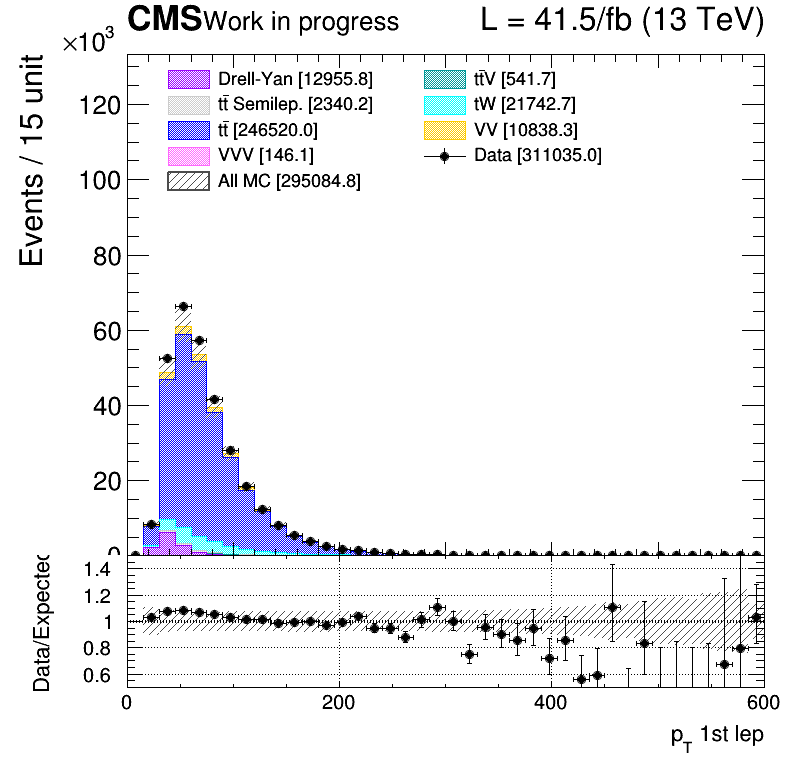 CMS Work in progress L = 41.5/fb (13 TeV)
×10³
Events / 15 unit
120
100
80
60
40
20
0
Drell-Yan [12955.8]
tt̄ Semilep. [2340.2]
tt̄ [246520.0]
VVV [146.1]
All MC [295084.8]
tt̄V [541.7]
tW [21742.7]
VV [10838.3]
Data [311035.0]
Data/Expected
1.4
1.2
1
0.8
0.6
0 200 400 600
p_T 1st lep